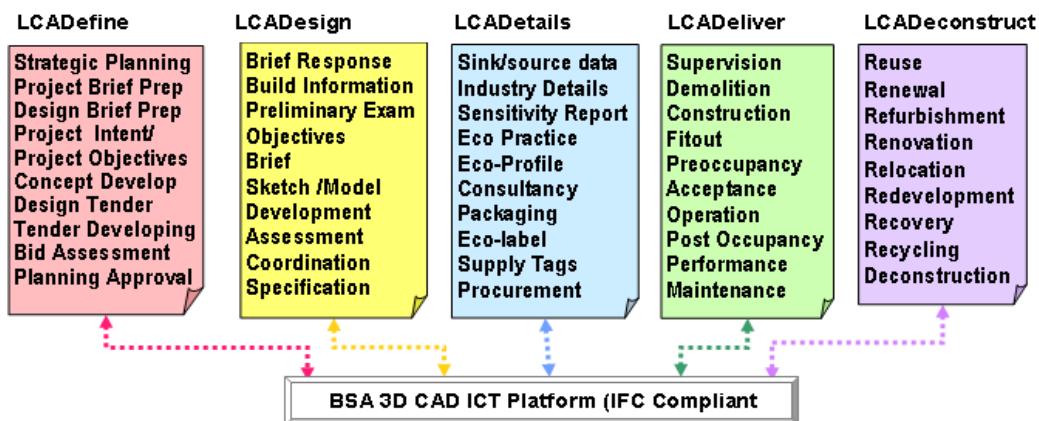 LCADefine
Strategic Planning
Project Brief Prep
Design Brief Prep
Project Intent/
Project Objectives
Concept Develop
Design Tender
Tender Developing
Bid Assessment
Planning Approval
LCADesign
Brief Response
Build Information
Preliminary Exam
Objectives
Brief
Sketch /Model
Development
Assessment
Coordination
Specification
LCADetails
Sink/source data
Industry Details
Sensitivity Report
Eco Practice
Eco-Profile
Consultancy
Packaging
Eco-label
Supply Tags
Procurement
LCADeliver
Supervision
Demolition
Construction
Fitout
Preoccupancy
Acceptance
Operation
Post Occupancy
Performance
Maintenance
LCADeconstruct
Reuse
Renewal
Refurbishment
Renovation
Relocation
Redevelopment
Recovery
Recycling
Deconstruction
BSA 3D CAD ICT Platform (IFC Compliant